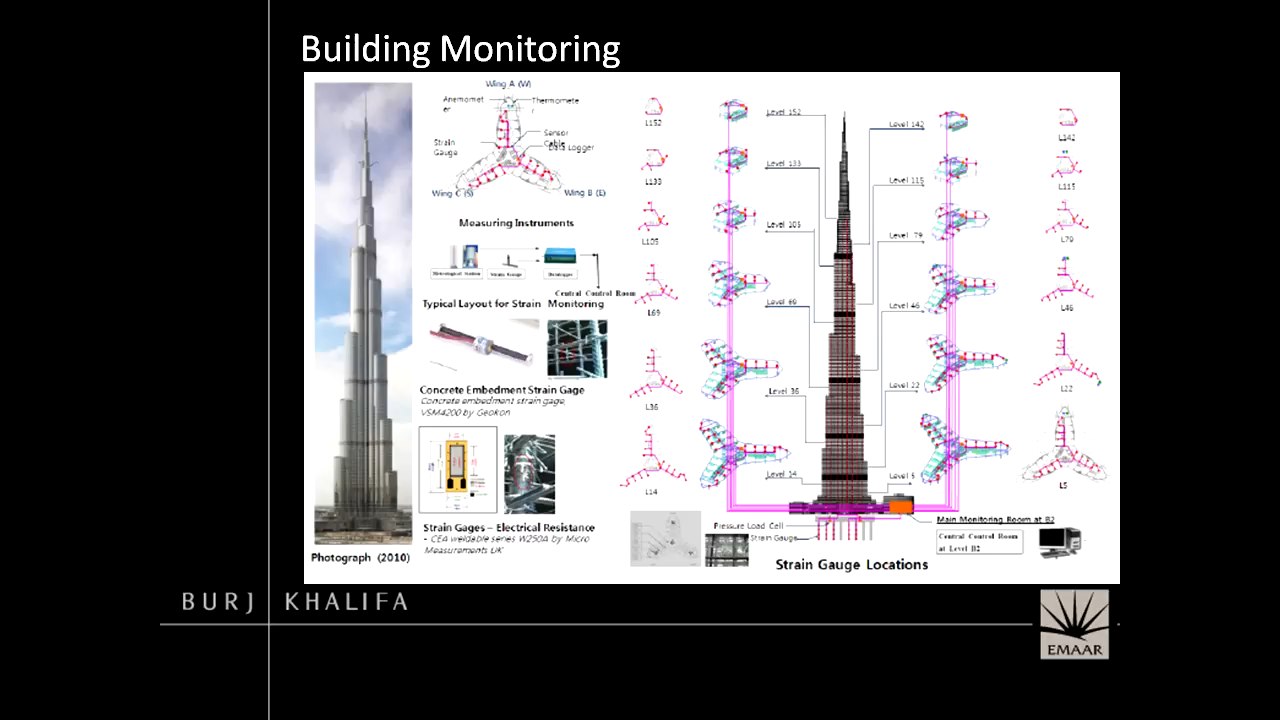 Building Monitoring
Wing A (W)
Anemomet
er
Thermomete
r
Strain
Gauge
Sensor
Cable
Data Logger
Wing C (S)
Wing B (E)
Measuring Instruments
Central Control Room
Typical Layout for Strain Monitoring
Concrete Embedment Strain Gage
Concrete embedment strain gage,
VSM4200 by Geokon
Strain Gages – Electrical Resistance
- CEA weldable series W250A by Micro
Measurements UK
Photograph (2010)
L152
L133
L105
L69
L36
L14
Level 152
Level 133
Level 105
Level 69
Level 36
Level 14
Level 142
Level 115
Level 79
Level 46
Level 22
Level 5
L142
L115
L79
L46
L22
L5
Pressure Load Cell
Strain Gauge
Main Monitoring Room at B2
Central Control Room
at Level B2
Strain Gauge Locations
BURJ KHALIFA
EMAAR